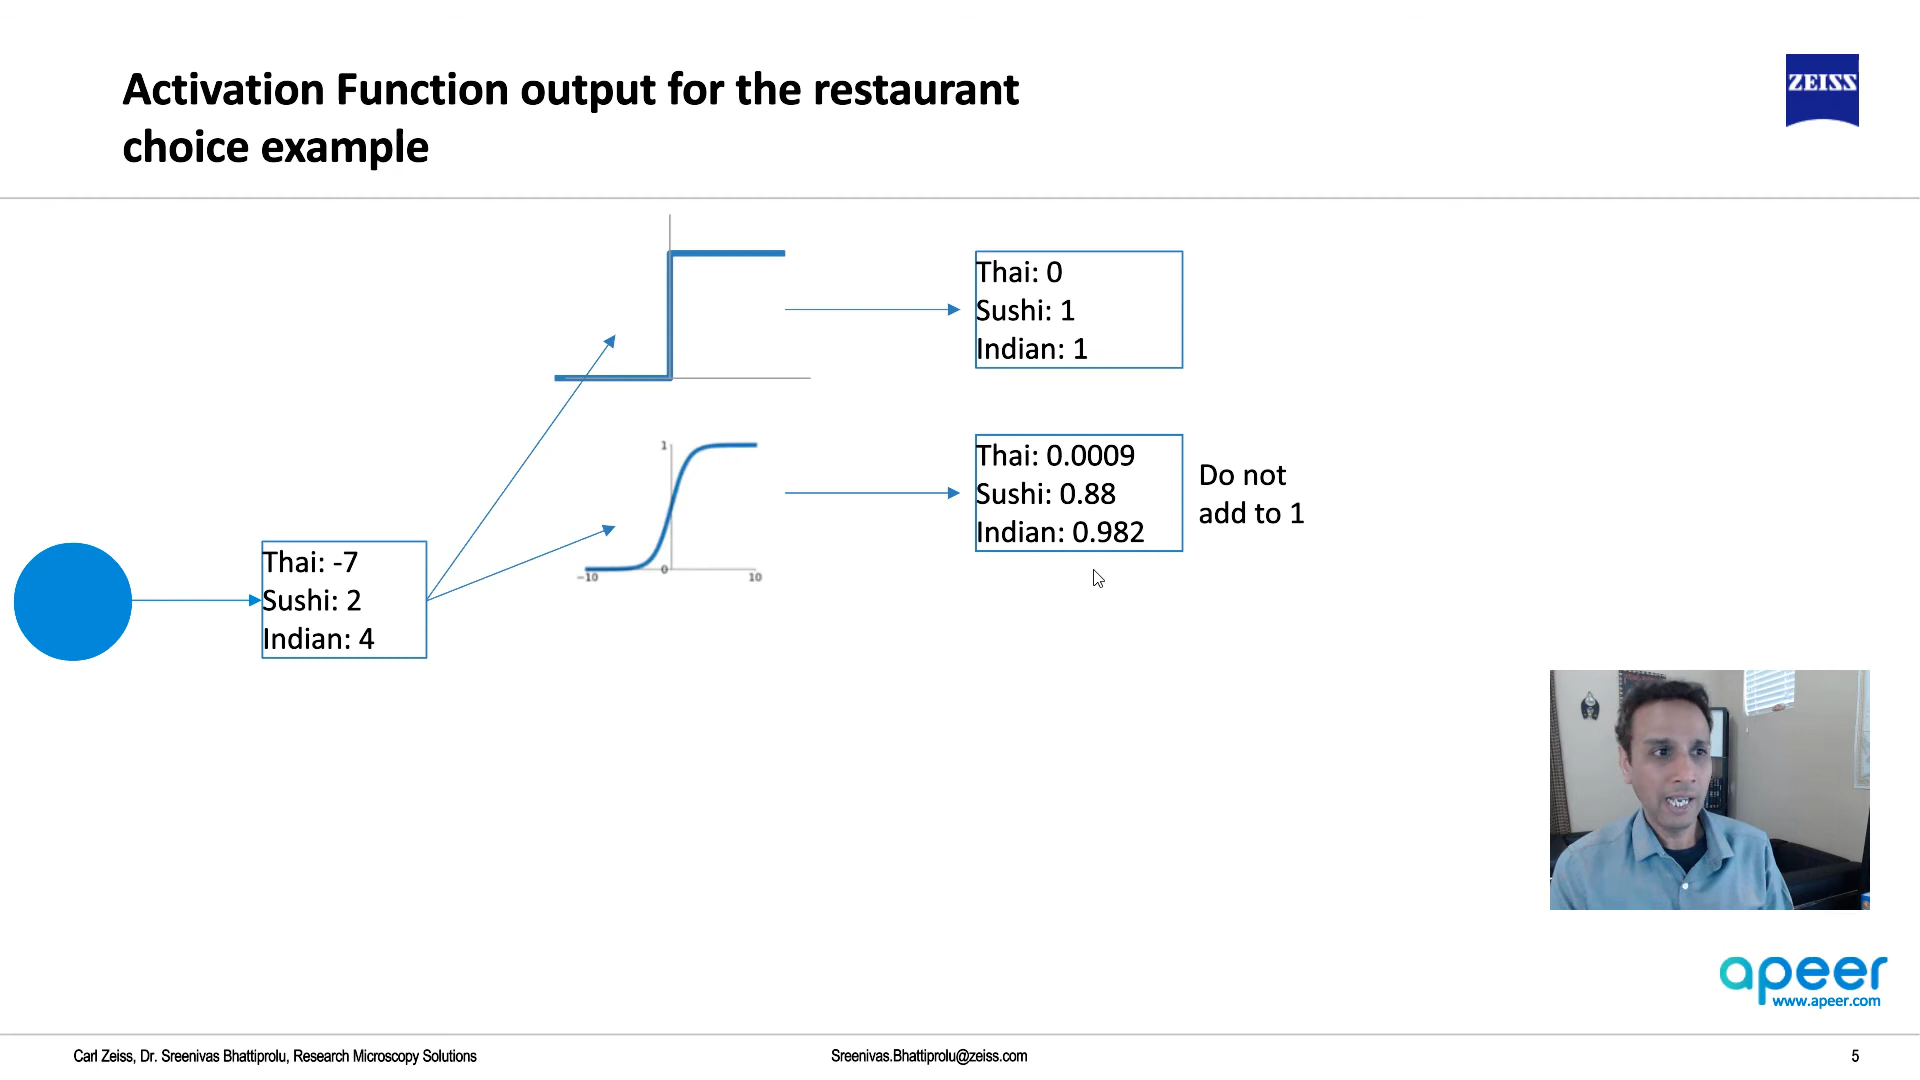 Activation Function output for the restaurant
choice example
ZEISS
Thai: 0
Sushi: 1
Indian: 1
1
0
-10
10
Thai: 0.0009
Sushi: 0.88
Indian: 0.982
Do not
add to 1
Thai: -7
Sushi: 2
Indian: 4
apeer
www.apeer.com
Carl Zeiss, Dr. Sreenivas Bhattiprolu, Research Microscopy Solutions
Sreenivas.Bhattiprolu@zeiss.com
5